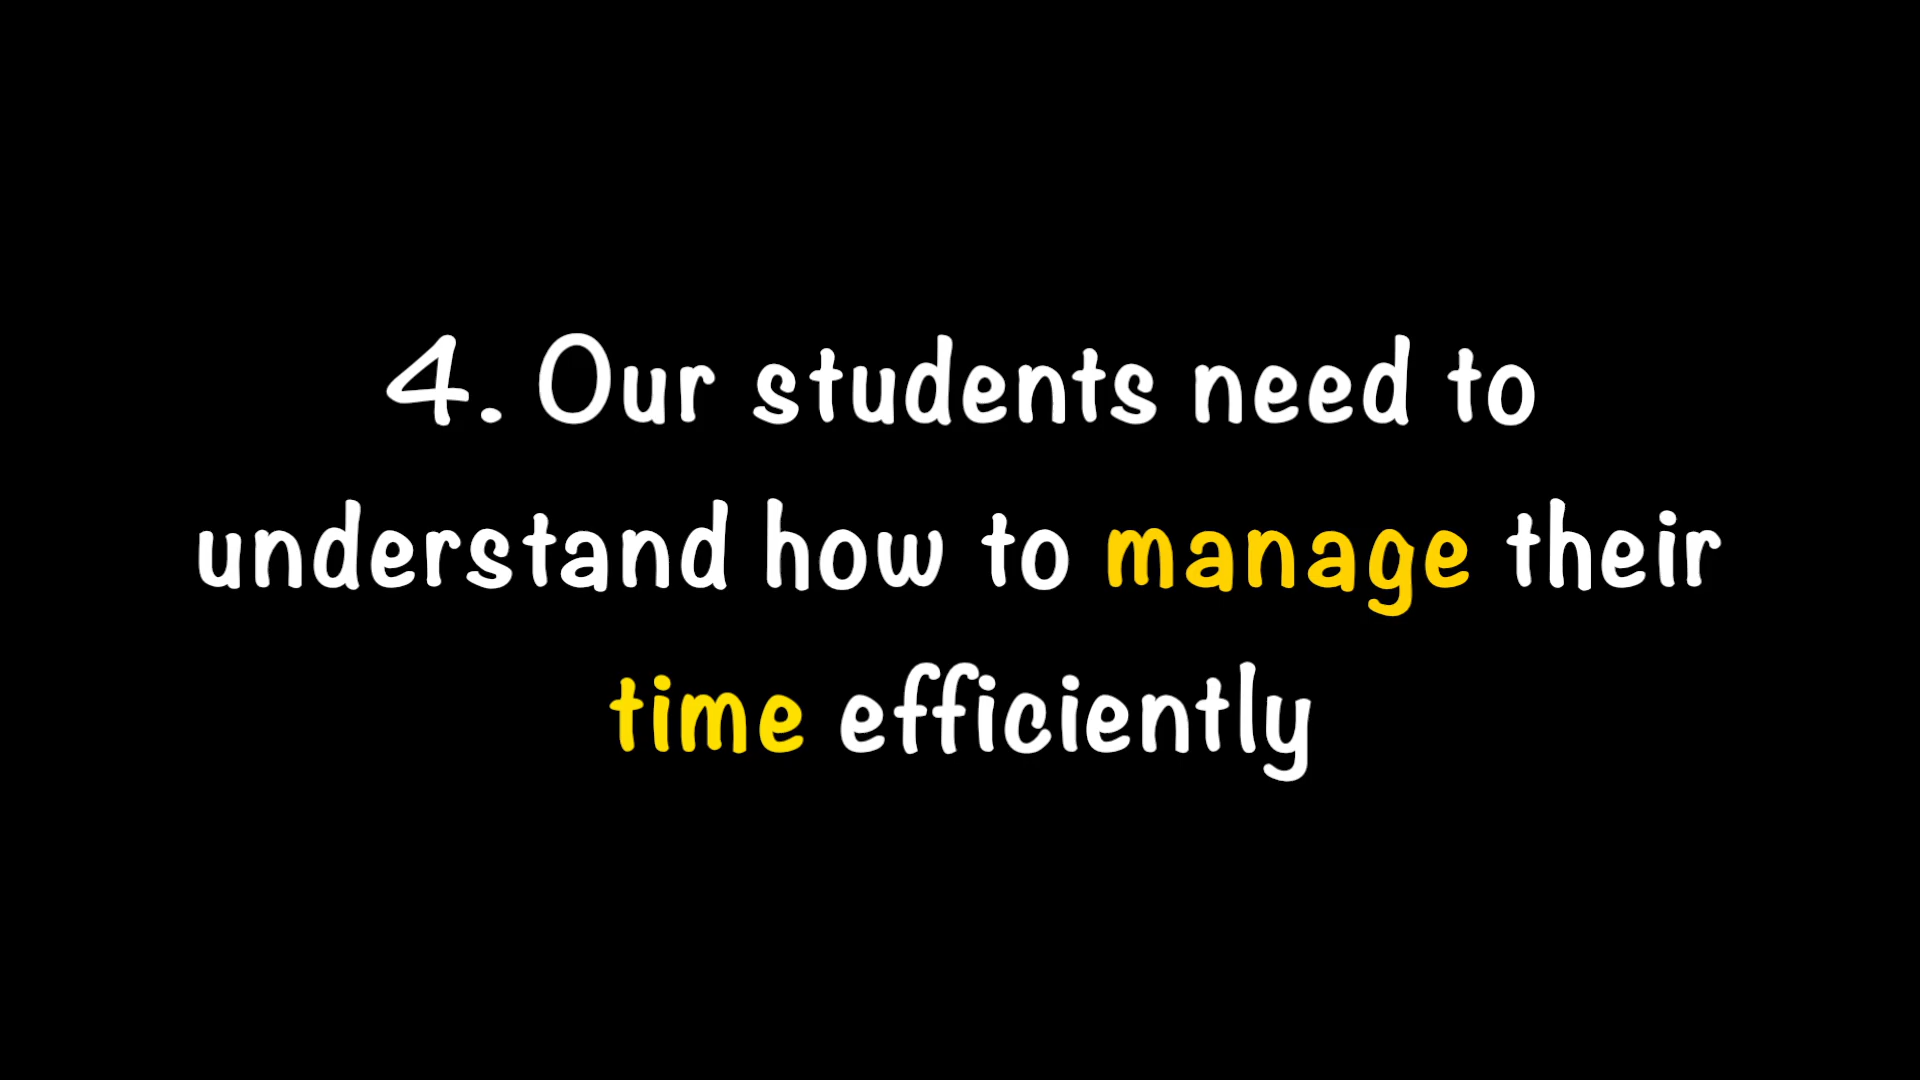 4. Our students need to
understand how to manage their
time efficiently